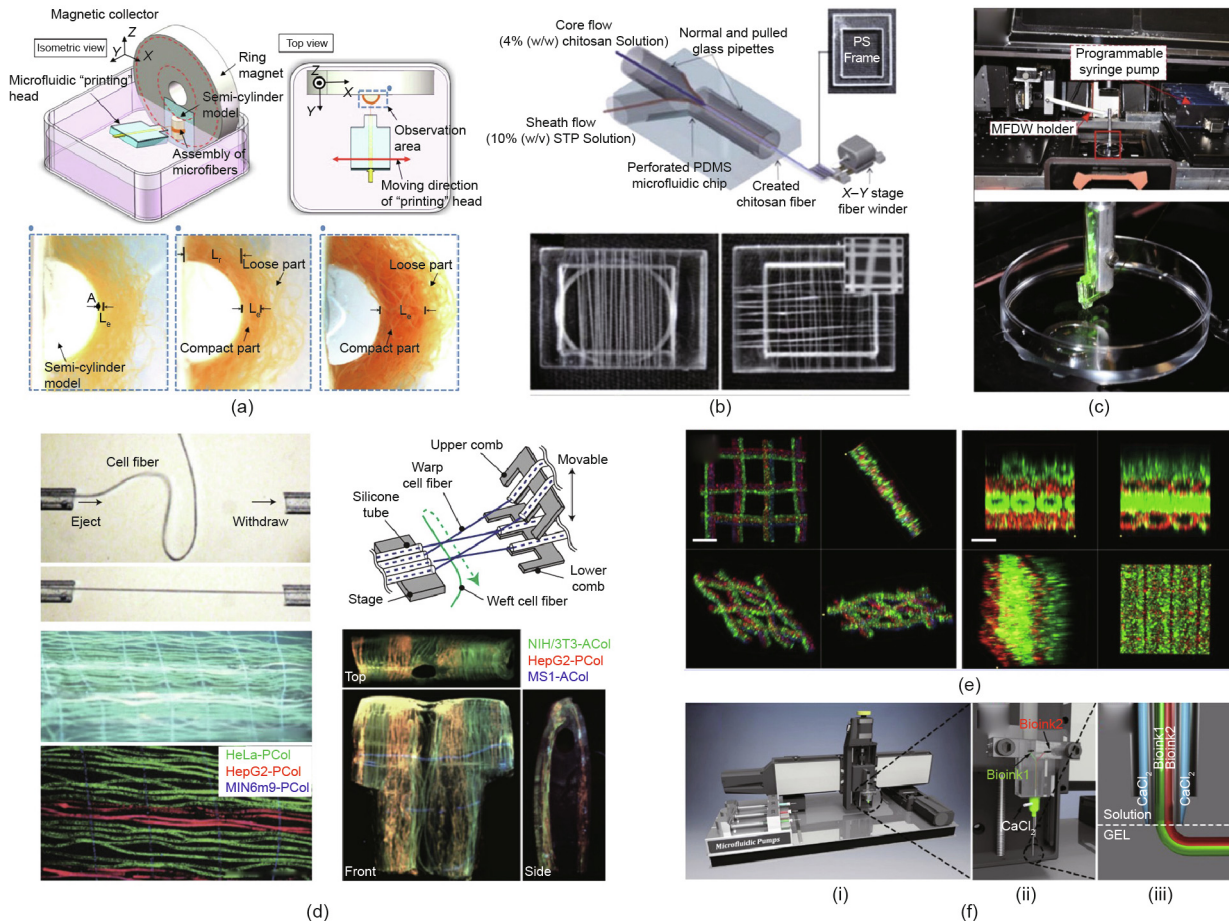 Magnetic collector
Z
Y
X
Isometric view
Microfluidic “printing”
head
Ring
magnet
Semi-cylinder
model
Assembly of
microfibers
Top view
Z
X
Y
Observation
area
Moving direction
of “printing” head
A
Le
Semi-cylinder
model
Lr
Loose part
Le
Compact part
Loose part
Le
Compact part
(a)
Core flow
(4% (w/w) chitosan Solution)
Normal and pulled
glass pipettes
PS
Frame
Sheath flow
(10% (w/v) STP Solution)
Perforated PDMS
microfluidic chip
Created
chitosan fiber
X–Y stage
fiber winder
(b)
Programmable
syringe pump
MFDW holder
(c)
Cell fiber
Eject
Withdraw
Upper comb
Warp
cell fiber
Movable
Silicone
tube
Lower
comb
Stage
Weft cell fiber
HeLa-PCol
HepG2-PCol
MIN6m9-PCol
NIH/3T3-ACol
HepG2-PCol
MS1-ACol
Top
Front
Side
(d)
(e)
Microfluidic Pumps
(i)
Bioink2
Bioink1
CaCl2
(ii)
Bioink1
Bioink2
CaCl2
CaCl2
Solution
GEL
(iii)
(f)